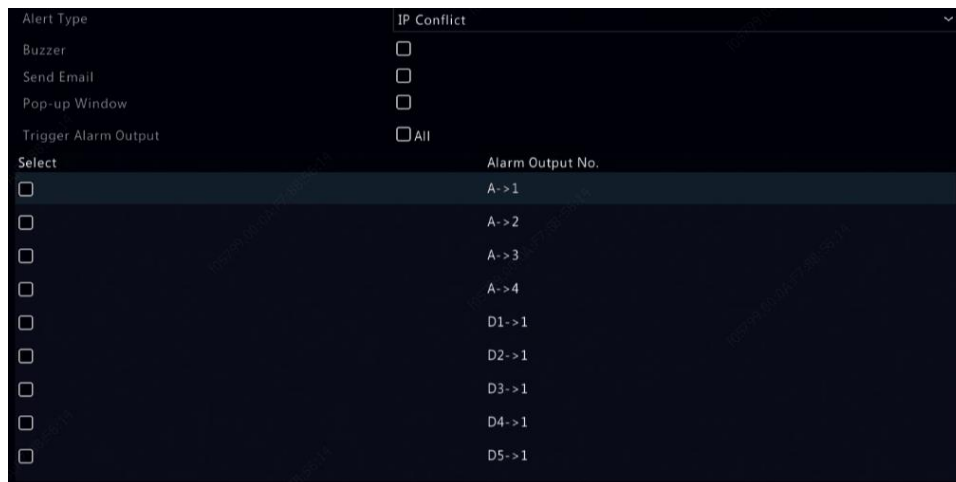 Alert Type IP Conflict
Buzzer
Send Email
Pop-up Window
Trigger Alarm Output All
Select Alarm Output No.
A->1
A->2
A->3
A->4
D1->1
D2->1
D3->1
D4->1
D5->1